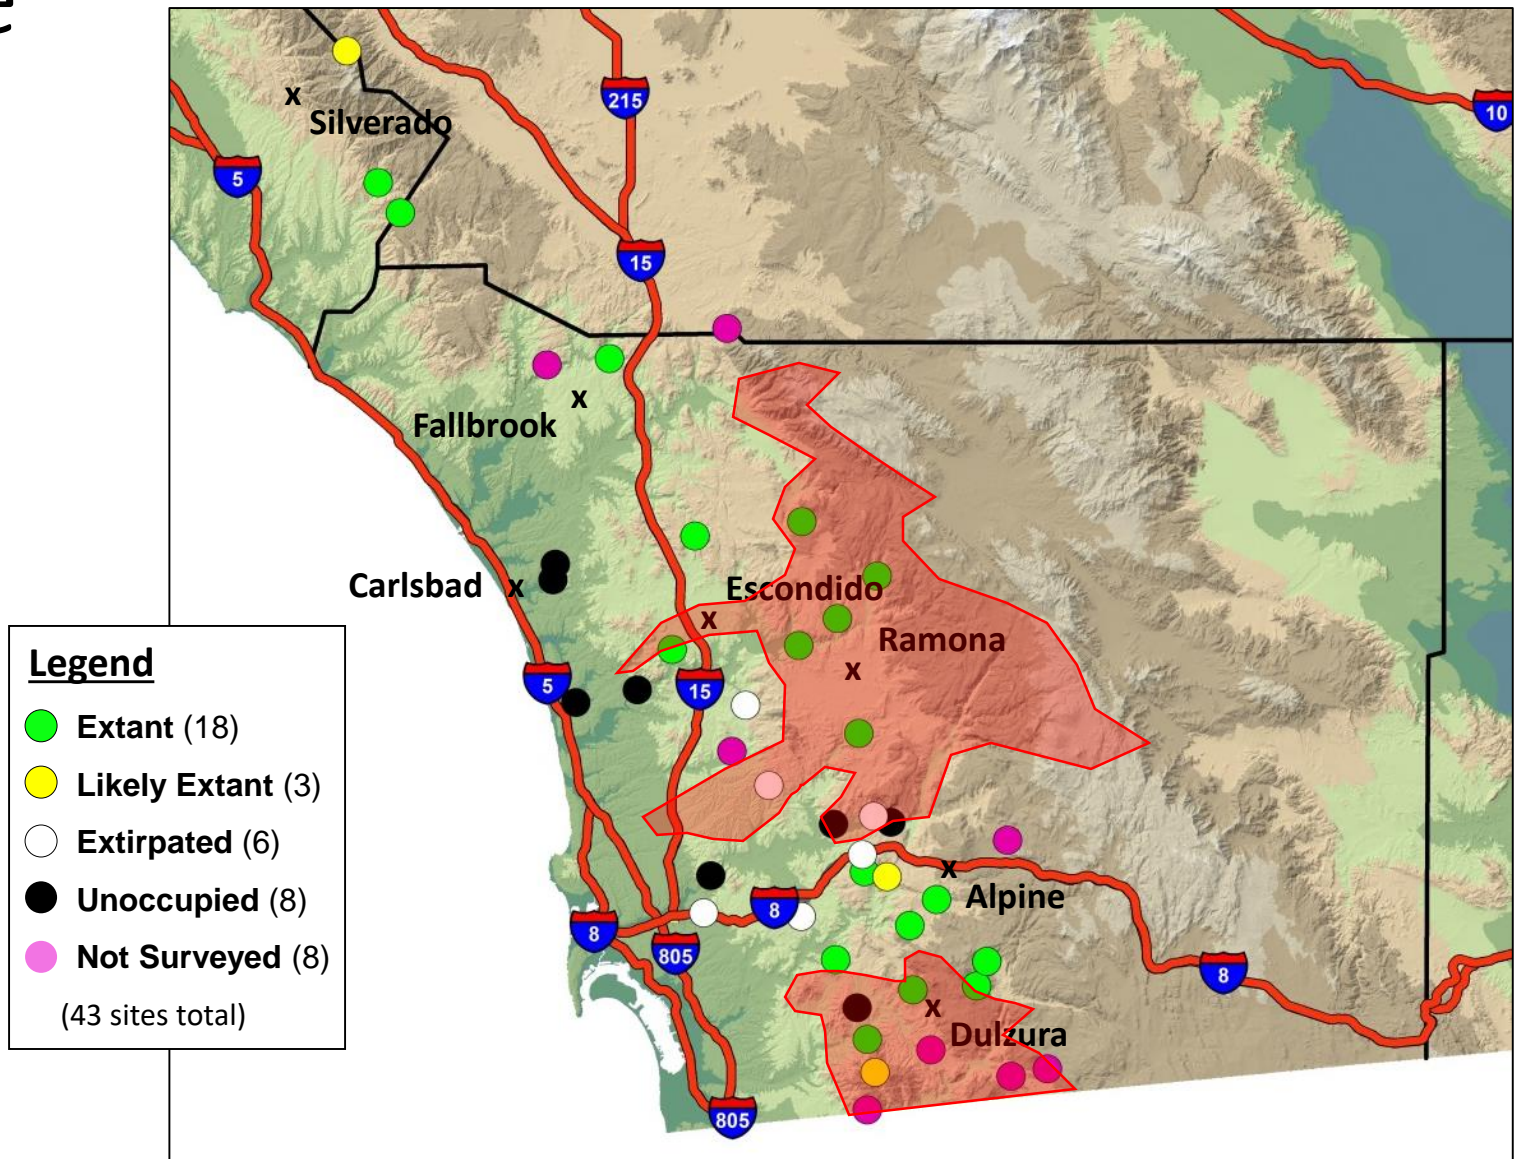 215
10
Silverado
5
15
Fallbrook
Carlsbad
Escondido
Ramona
5
15
Legend
Extant (18)
Likely Extant (3)
Extirpated (6)
Unoccupied (8)
Not Surveyed (8)
(43 sites total)
Alpine
8
8
805
8
Dulzura
805
x
x
x
x
x
x
x